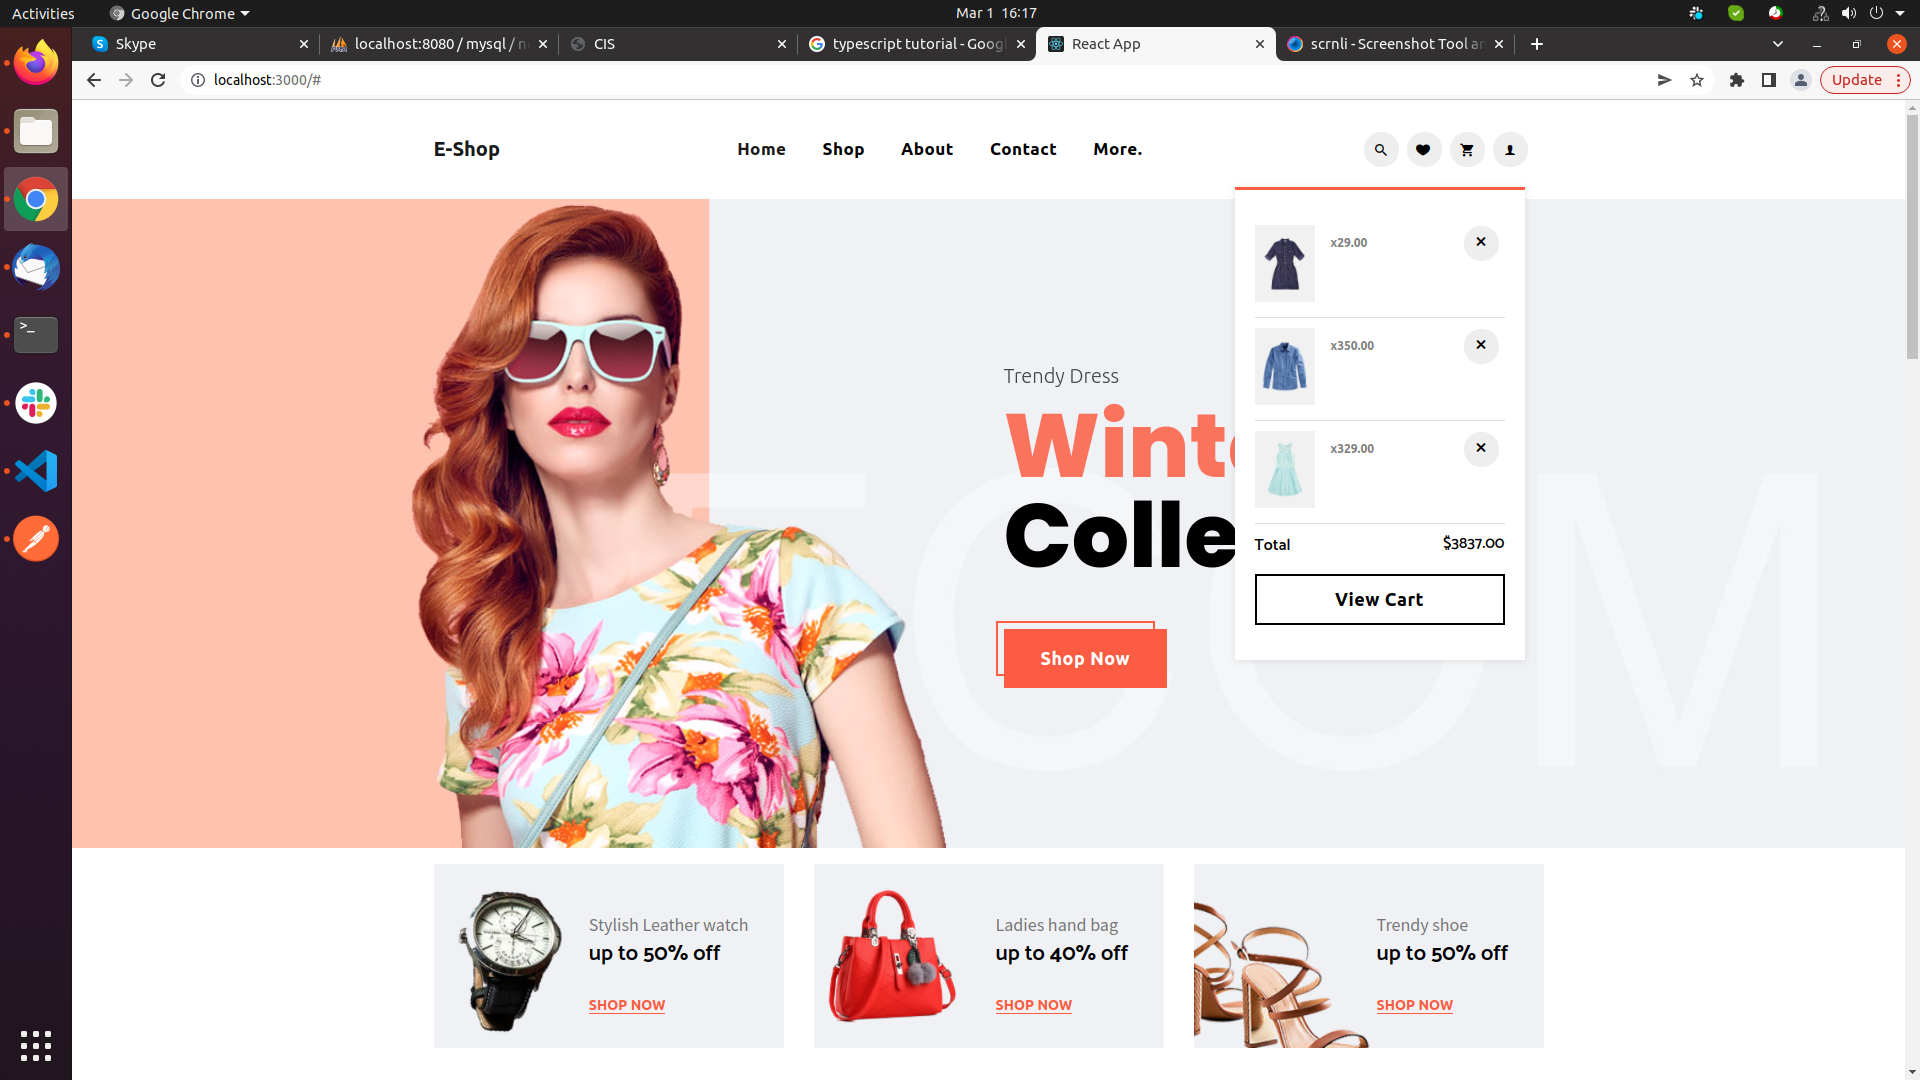 Activities
Google Chrome
Mar 1 16:17
Skype
localhost:8080 / mysql / n
CIS
typescript tutorial - Goog
React App
scrnli - Screenshot Tool a
localhost:3000/#
Update
E-Shop
Home
Shop
About
Contact
More.
x29.00
x350.00
x329.00
Total
$3837.00
View Cart
Trendy Dress
Wint
Colle
Shop Now
Stylish Leather watch
up to 50% off
SHOP NOW
Ladies hand bag
up to 40% off
SHOP NOW
Trendy shoe
up to 50% off
SHOP NOW